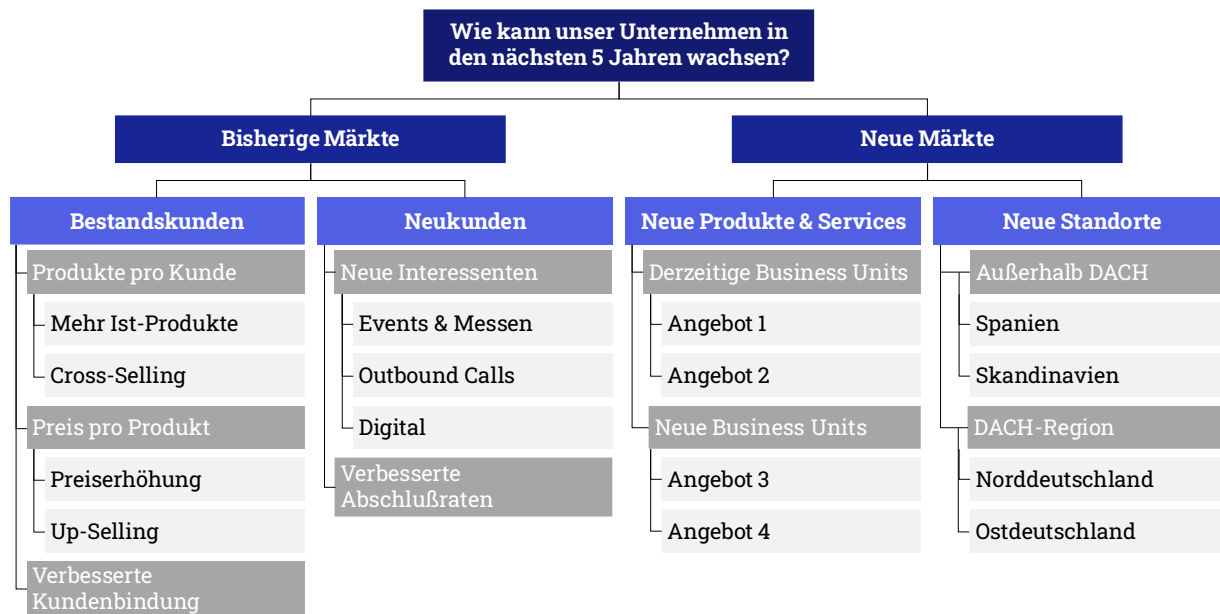 Wie kann unser Unternehmen in
den nächsten 5 Jahren wachsen?
Bisherige Märkte
Neue Märkte
Bestandskunden
Produkte pro Kunde
Mehr Ist-Produkte
Cross-Selling
Preis pro Produkt
Preiserhöhung
Up-Selling
Verbesserte
Kundenbindung
Neukunden
Neue Interessenten
Events & Messen
Outbound Calls
Digital
Verbesserte
Abschlußraten
Neue Produkte & Services
Derzeitige Business Units
Angebot 1
Angebot 2
Neue Business Units
Angebot 3
Angebot 4
Neue Standorte
Außerhalb DACH
Spanien
Skandinavien
DACH-Region
Norddeutschland
Ostdeutschland